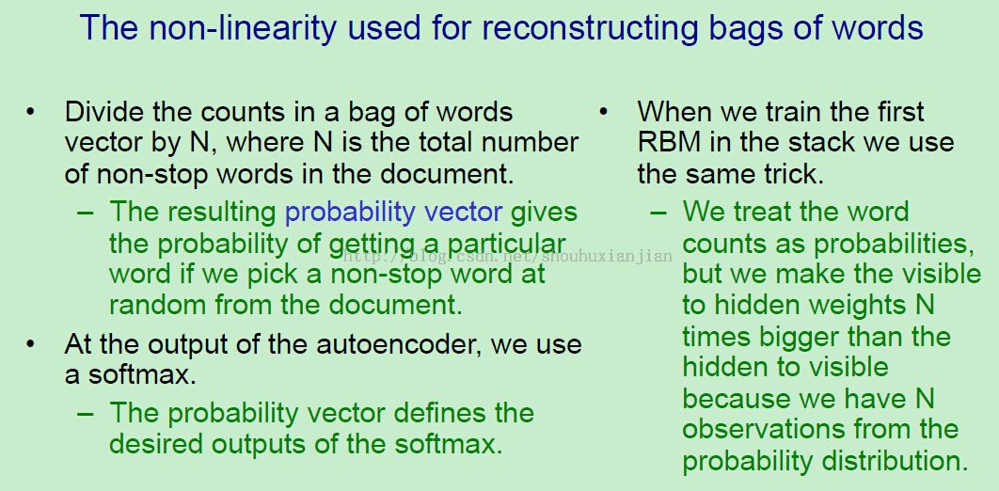 The non-linearity used for reconstructing bags of words
• Divide the counts in a bag of words
vector by N, where N is the total number
of non-stop words in the document.
– The resulting probability vector gives
the probability of getting a particular
word if we pick a non-stop word at
random from the document.
• At the output of the autoencoder, we use
a softmax.
– The probability vector defines the
desired outputs of the softmax.
• When we train the first
RBM in the stack we use
the same trick.
– We treat the word
counts as probabilities,
but we make the visible
to hidden weights N
times bigger than the
hidden to visible
because we have N
observations from the
probability distribution.
http://blog.csdn.net/shouhuxianjian